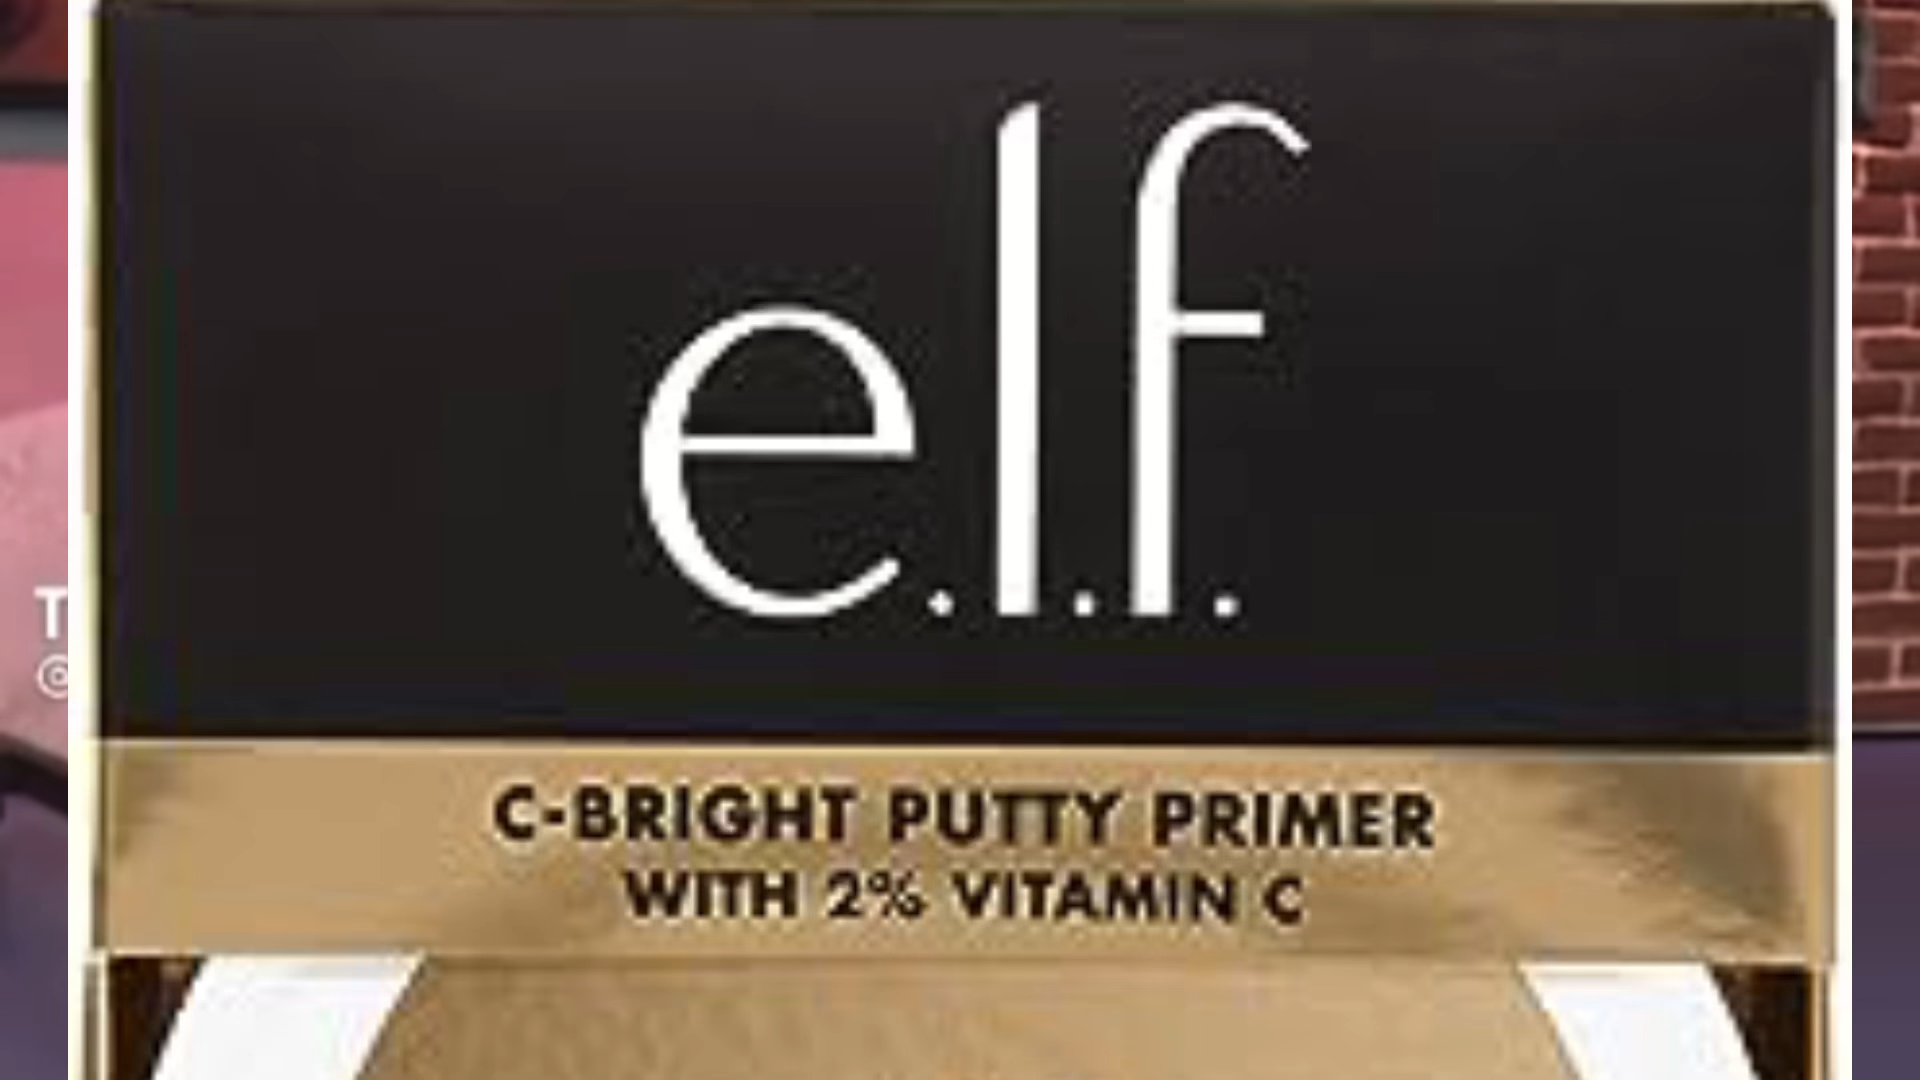 e.l.f.
C-BRIGHT PUTTY PRIMER
WITH 2% VITAMIN C
T
@